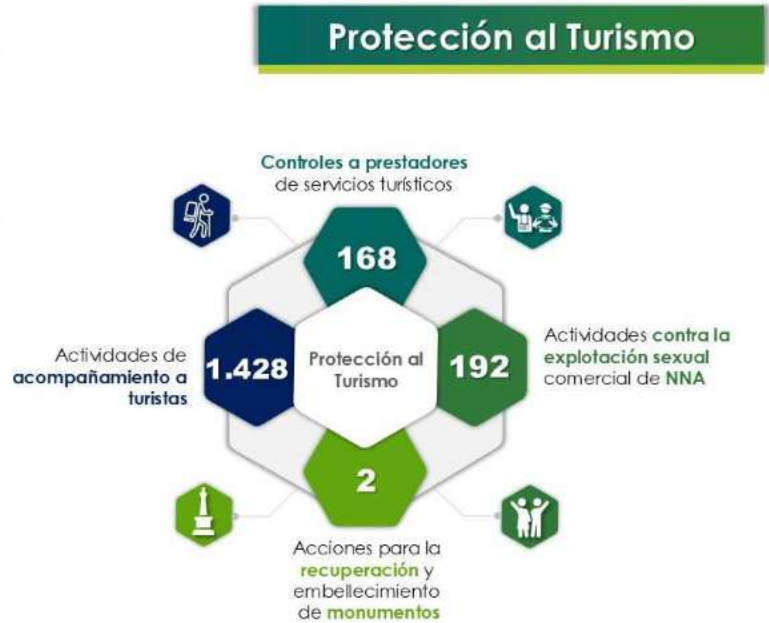 Protección al Turismo
Controles a prestadores
de servicios turísticos
168
Actividades de
acompañamiento a
turistas
1.428
Protección al
Turismo
192
Actividades contra la
explotación sexual
comercial de NNA
2
Acciones para la
recuperación y
embellecimiento
de monumentos